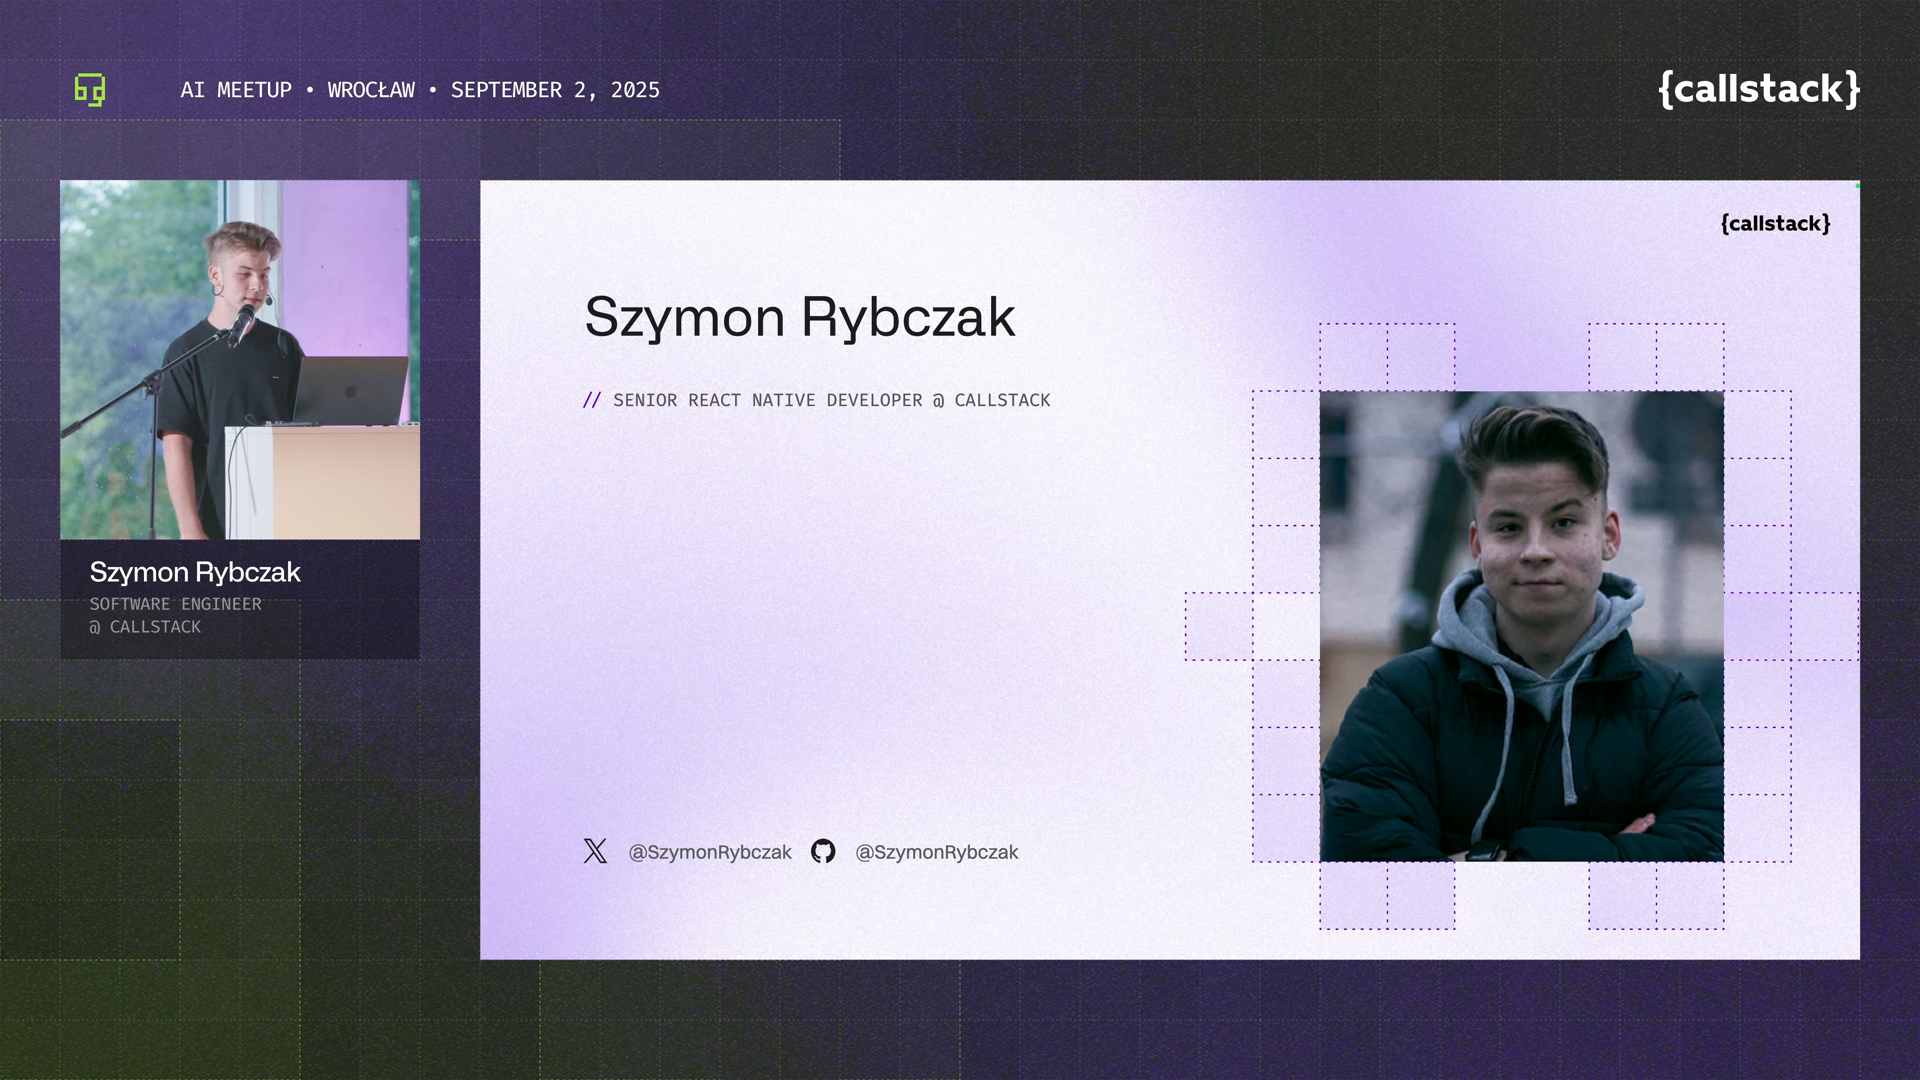 AI MEETUP • WROCŁAW • SEPTEMBER 2, 2025
{callstack}
Szymon Rybczak
SOFTWARE ENGINEER
@ CALLSTACK
{callstack}
Szymon Rybczak
// SENIOR REACT NATIVE DEVELOPER @ CALLSTACK
@SzymonRybczak @SzymonRybczak